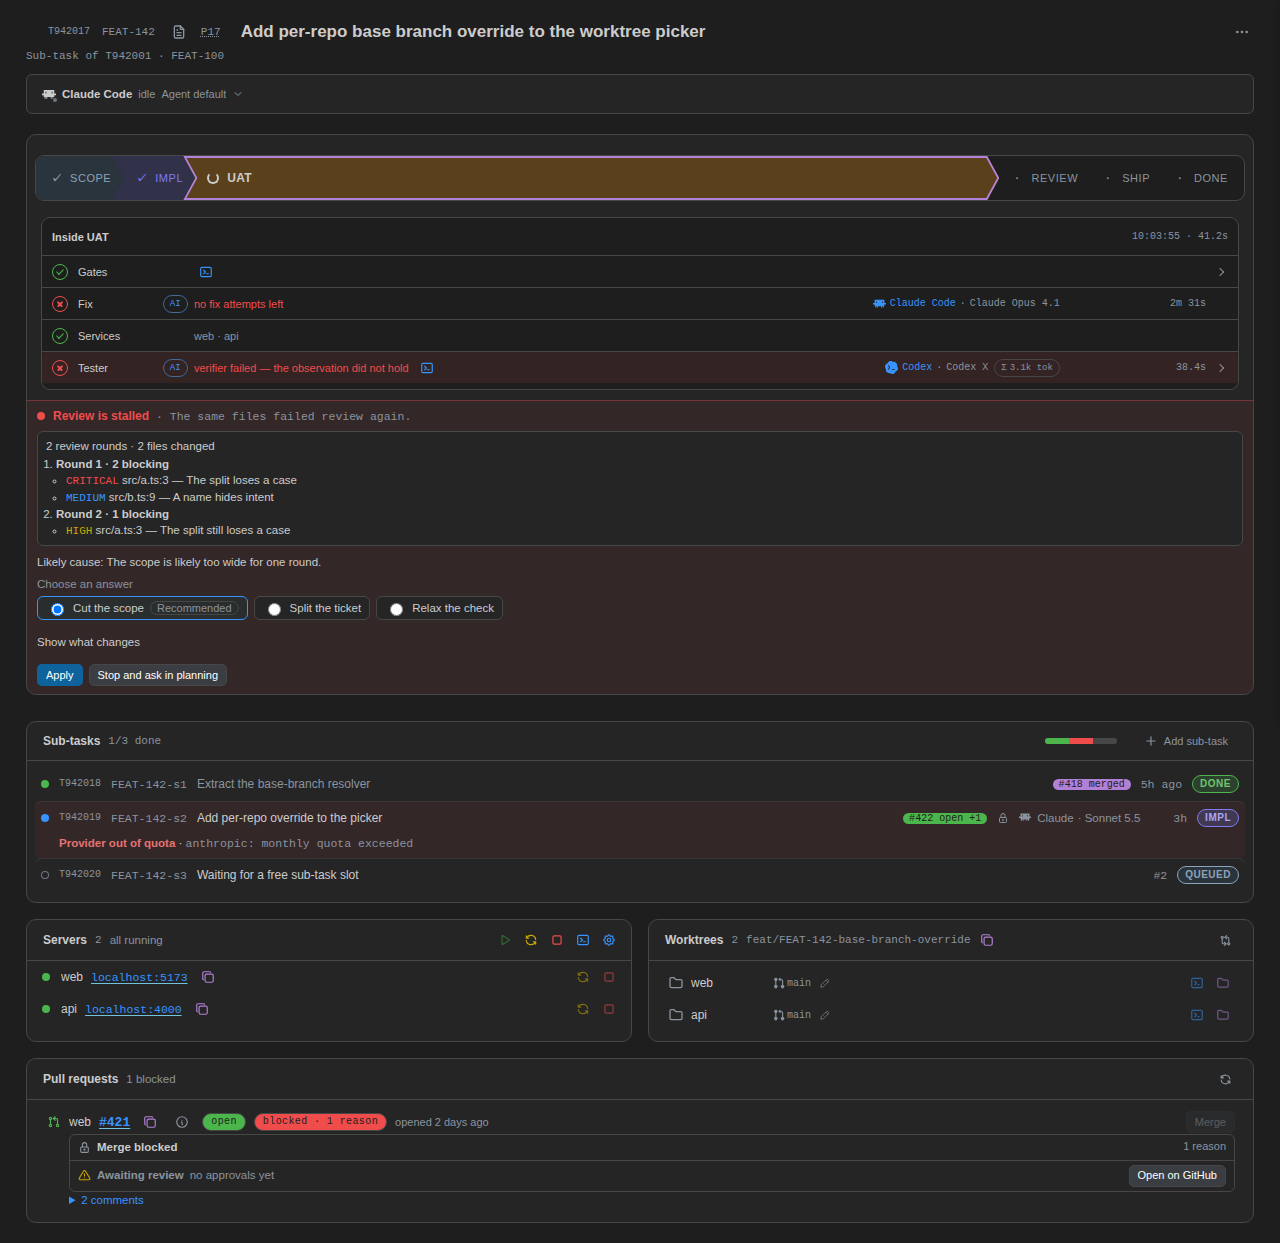 T942017 FEAT-142 P17 Add per-repo base branch override to the worktree picker
Sub-task of T942001 · FEAT-100
Claude Code idle Agent default
SCOPE IMPL UAT · REVIEW · SHIP · DONE
Inside UAT 10:03:55 · 41.2s
Gates
Fix AI no fix attempts left Claude Code · Claude Opus 4.1 2m 31s
Services web · api
Tester AI verifier failed — the observation did not hold Codex · Codex X Σ 3.1k tok 38.4s
Review is stalled · The same files failed review again.
2 review rounds · 2 files changed
1. Round 1 · 2 blocking
CRITICAL src/a.ts:3 — The split loses a case
MEDIUM src/b.ts:9 — A name hides intent
2. Round 2 · 1 blocking
HIGH src/a.ts:3 — The split still loses a case
Likely cause: The scope is likely too wide for one round.
Choose an answer
Cut the scope Recommended Split the ticket Relax the check
Show what changes
Apply Stop and ask in planning
Sub-tasks 1/3 done Add sub-task
T942018 FEAT-142-s1 Extract the base-branch resolver #418 merged 5h ago DONE
T942019 FEAT-142-s2 Add per-repo override to the picker #422 open +1 Claude · Sonnet 5.5 3h IMPL
Provider out of quota · anthropic: monthly quota exceeded
T942020 FEAT-142-s3 Waiting for a free sub-task slot #2 QUEUED
Servers 2 all running
web localhost:5173
api localhost:4000
Worktrees 2 feat/FEAT-142-base-branch-override
web main
api main
Pull requests 1 blocked
web #421 open blocked · 1 reason opened 2 days ago Merge
Merge blocked 1 reason
Awaiting review no approvals yet Open on GitHub
2 comments